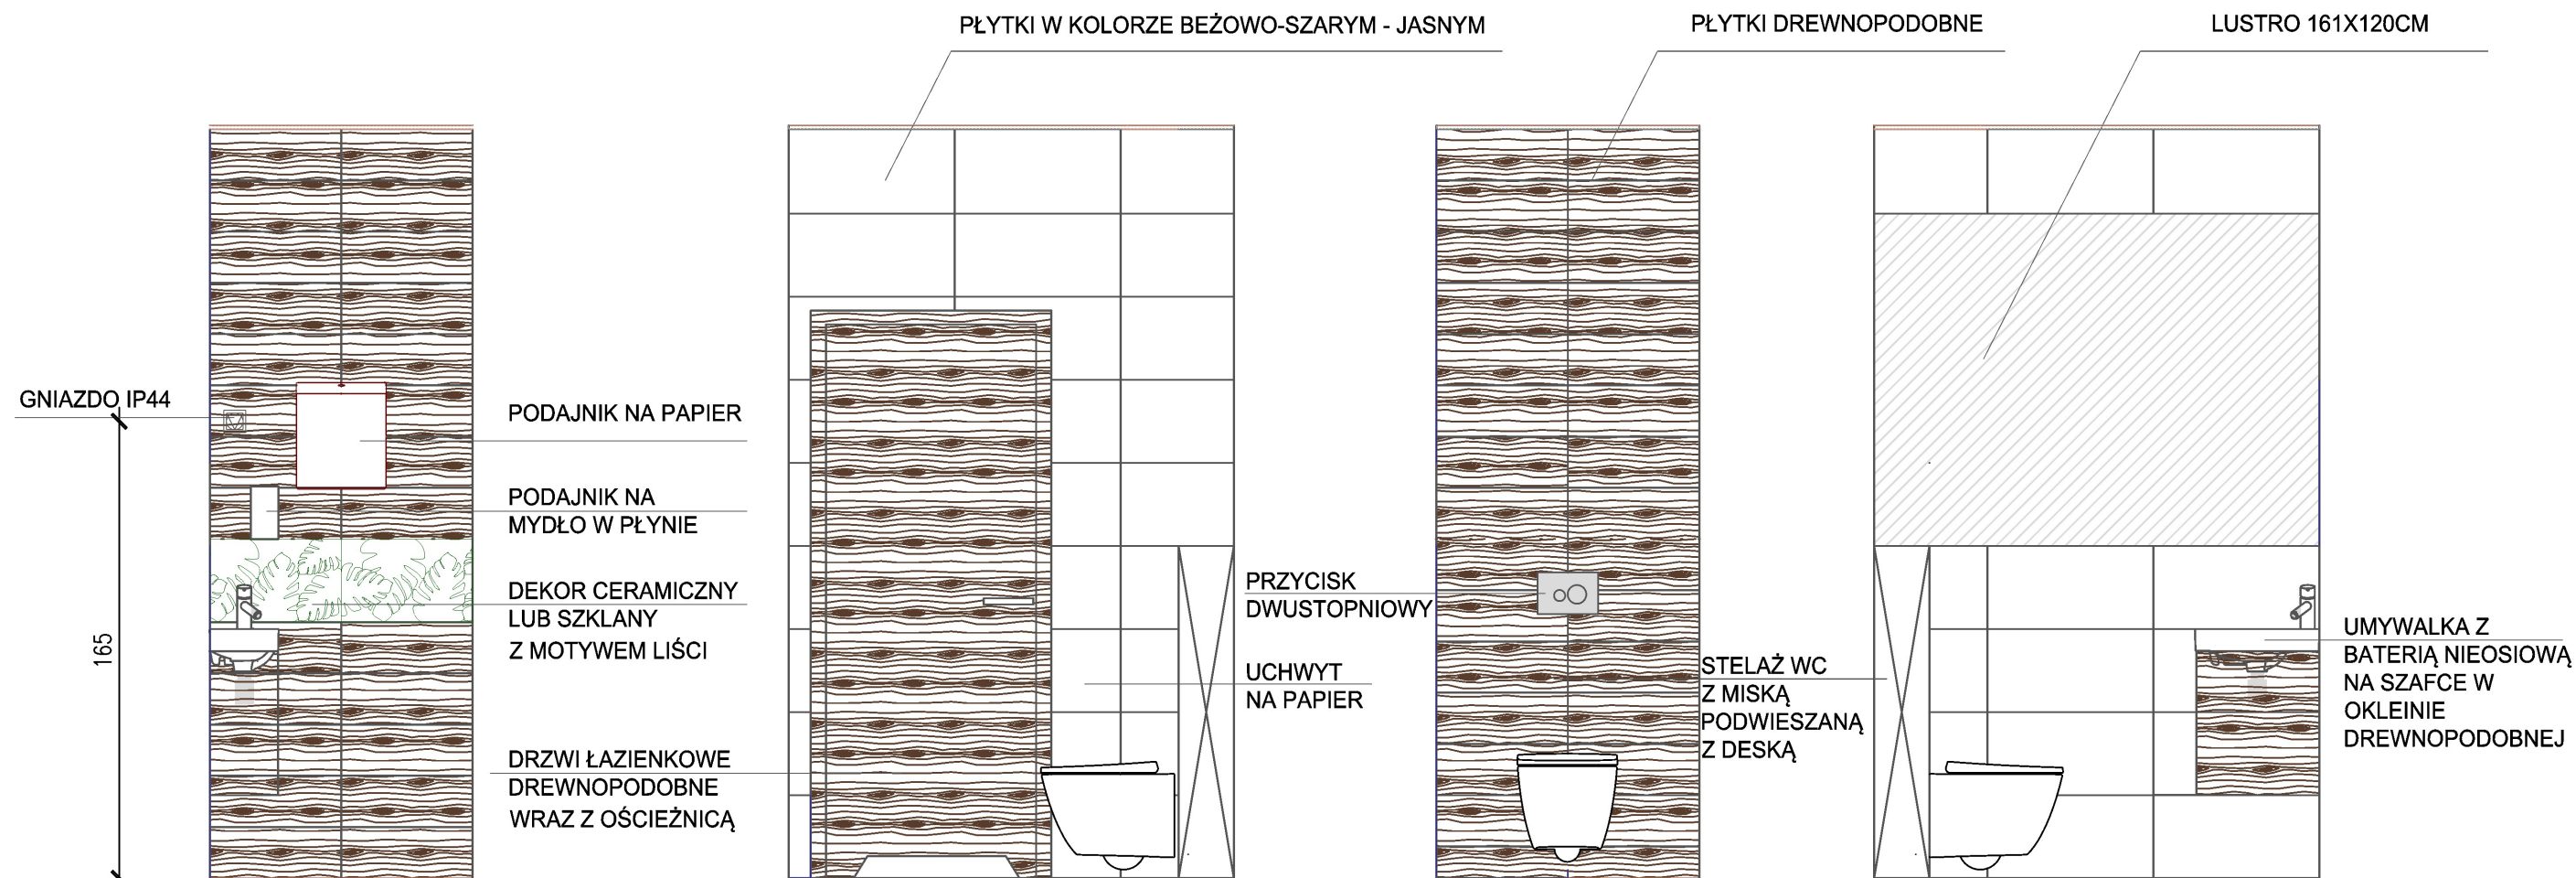 PŁYTKI W KOLORZE BEŻOWO-SZARYM - JASNYM
PŁYTKI DREWNOPODOBNE
LUSTRO 161X120CM
GNIAZDO IP44
165
PODAJNIK NA PAPIER
PODAJNIK NA
MYDŁO W PŁYNIE
DEKOR CERAMICZNY
LUB SZKLANY
Z MOTYWEM LIŚCI
DRZWI ŁAZIENKOWE
DREWNOPODOBNE
WRAZ Z OŚCIEŻNICĄ
PRZYCISK
DWUSTOPNIOWY
UCHWYT
NA PAPIER
STELAŻ WC
Z MISKĄ
PODWIESZANĄ
Z DESKĄ
UMYWALKA Z
BATERIĄ NIEOSIOWĄ
NA SZAFCE W
OKLEINIE
DREWNOPODOBNEJ